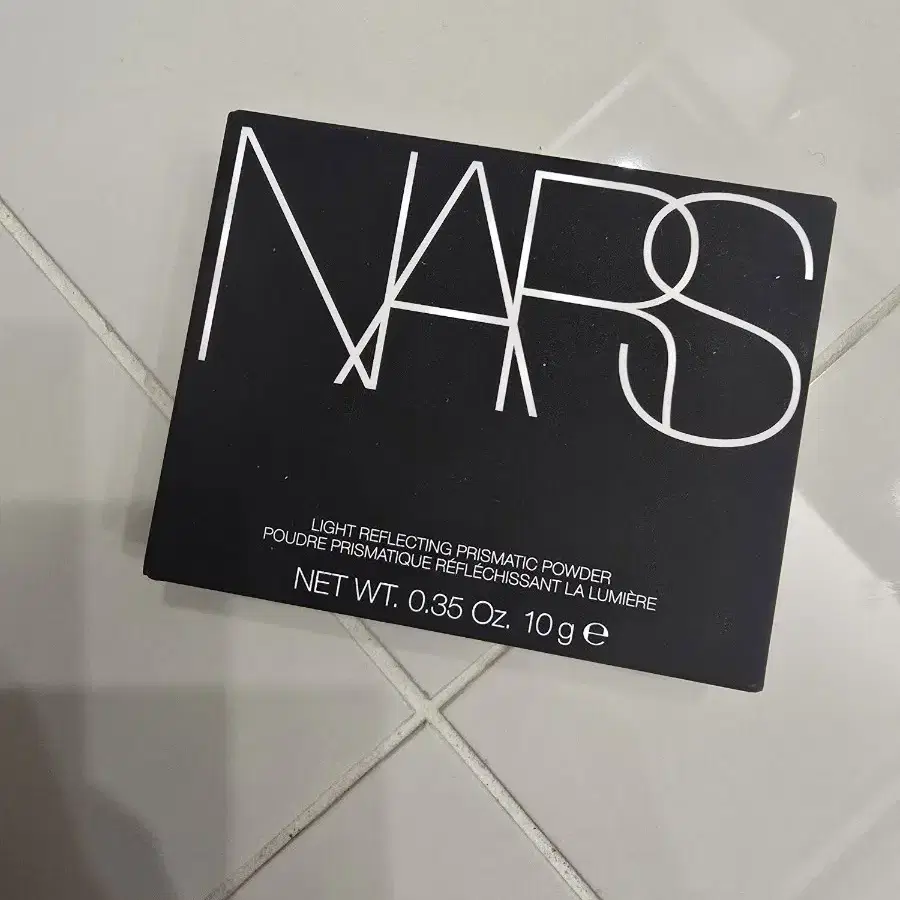 NARS
LIGHT REFLECTING PRISMATIC POWDER
POUDRE PRISMATIQUE RÉFLÉCHISSANT LA LUMIÈRE
NET WT. 0.35 Oz. 10 g ℮